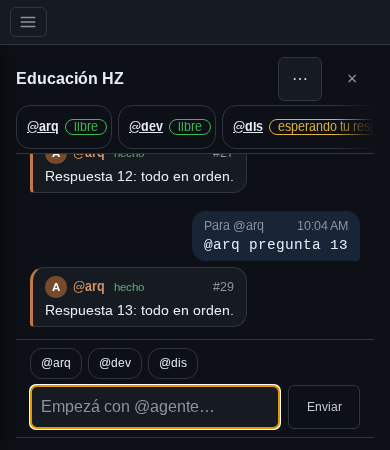 Educación HZ
... ×
@arq libre @dev libre @dis esperando tu res
A @arq hecho #27
Respuesta 12: todo en orden.
Para @arq 10:04 AM
@arq pregunta 13
A @arq hecho #29
Respuesta 13: todo en orden.
@arq @dev @dis
Empezá con @agente…
Enviar